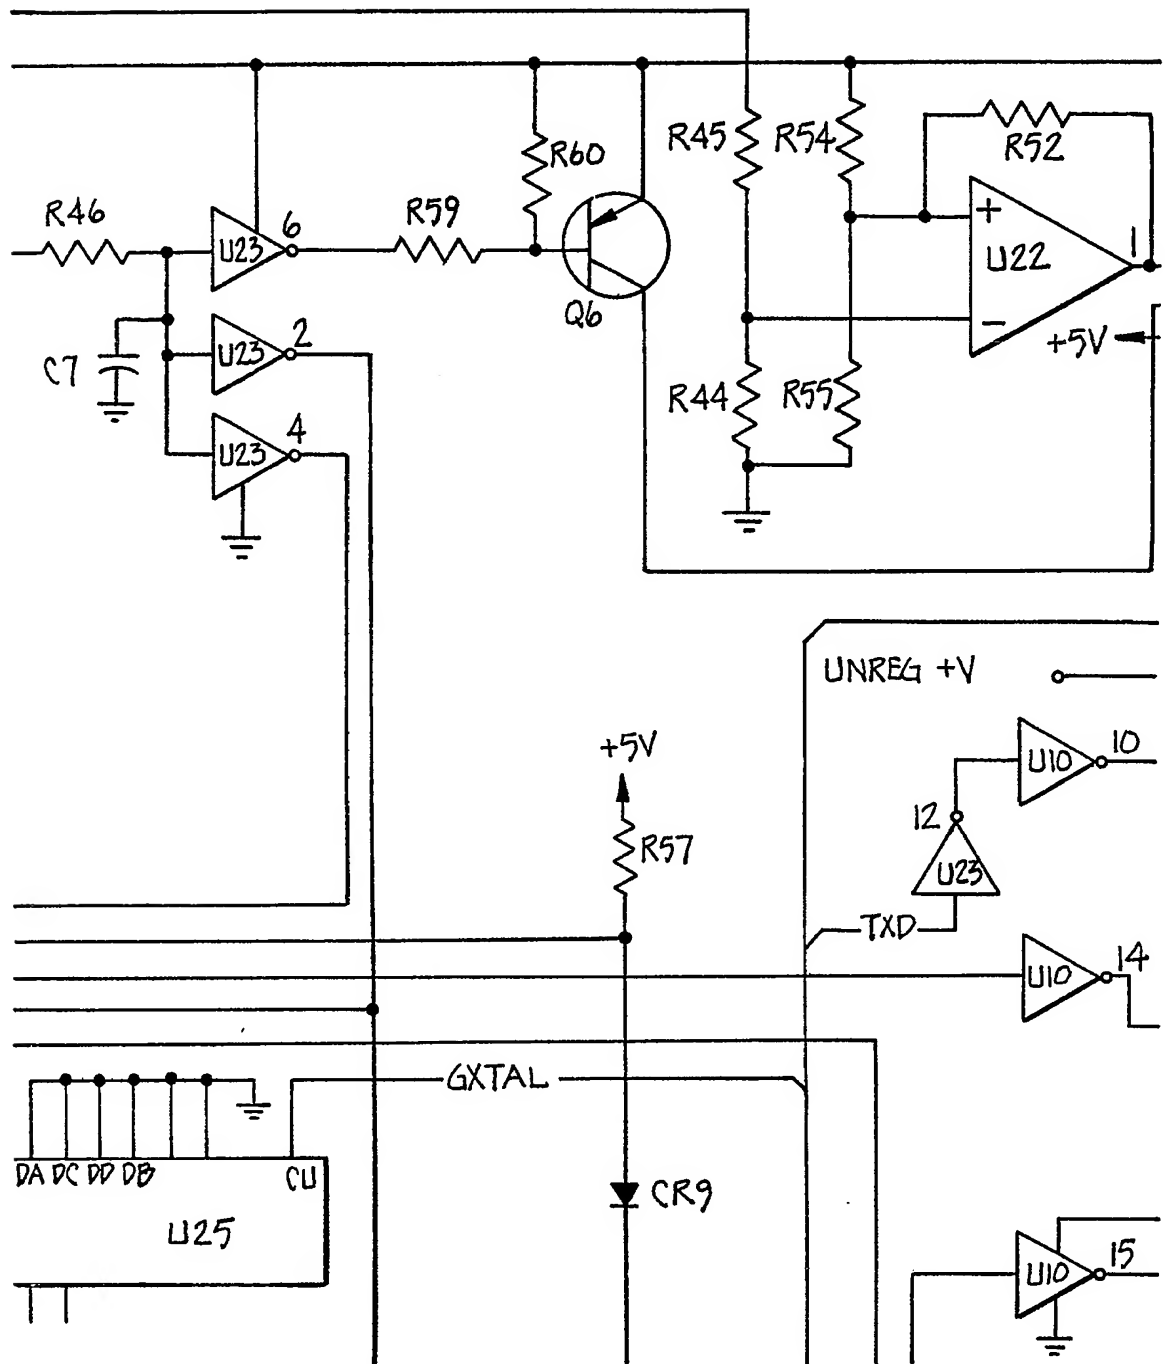 R60
R45
R54
R52
R46
R59
6
U23
+
U22
1
Q6
2
U23
C7
-
+5V
R44
R55
4
U23
UNREG +V
+5V
U10
10
12
R57
U23
TXD
14
U10
GXTAL
DA DC DD DB
CU
CR9
U25
15
U10